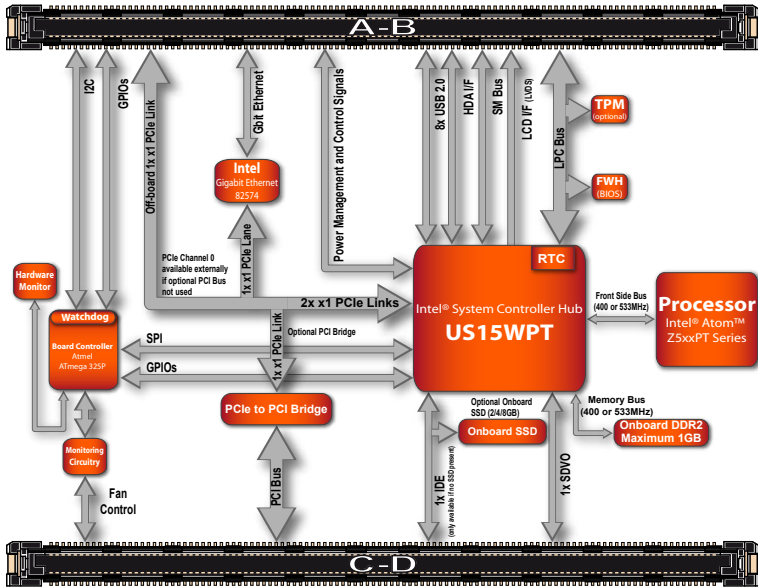 A-B
I2C
GPIOs
Off-board 1x x1 PCIe Link
Gbit Ethernet
Power Management and Control Signals
8x USB 2.0
HDA I/F
SM Bus
LCD I/F (LVDS)
LPC Bus
TPM
(optional)
FWH
(BIOS)
Intel
Gigabit Ethernet
82574
PCIe Channel 0
available externally
if optional PCI Bus
not used
1x x1 PCIe Lane
RTC
Hardware
Monitor
2x x1 PCIe Links
Intel® System Controller Hub
US15WPT
Front Side Bus
(400 or 533MHz)
Processor
Intel® Atom™
Z5xxPT Series
Watchdog
Board Controller
Atmel
ATmega 325P
SPI
GPIOs
Optional PCI Bridge
1x x1 PCIe Link
PCIe to PCI Bridge
Optional Onboard
SSD (2/4/8GB)
Onboard SSD
Memory Bus
(400 or 533MHz)
Onboard DDR2
Maximum 1GB
Monitoring
Circuitry
Fan
Control
PCI Bus
1x IDE
(only available if no SSD present)
1x SDVO
C-D